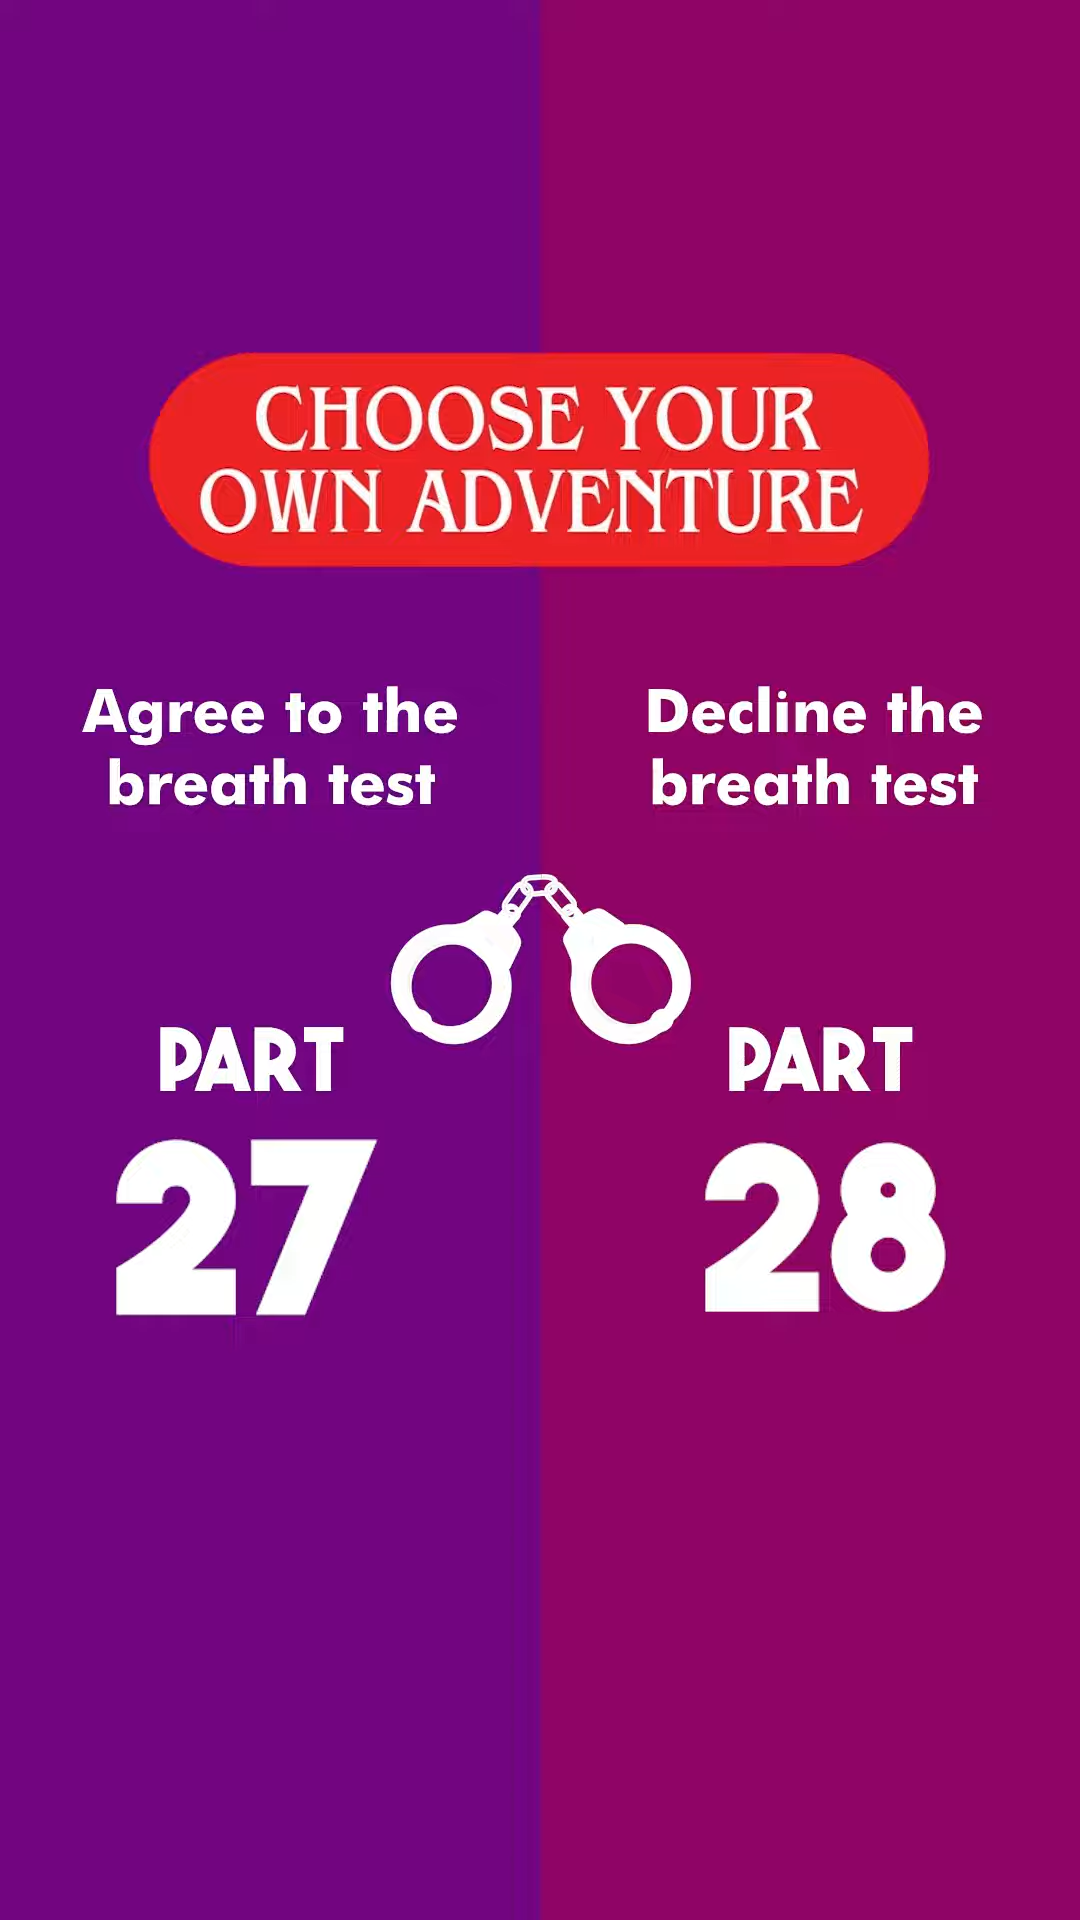 CHOOSE YOUR
OWN ADVENTURE
Agree to the
breath test
Decline the
breath test
PART
27
PART
28